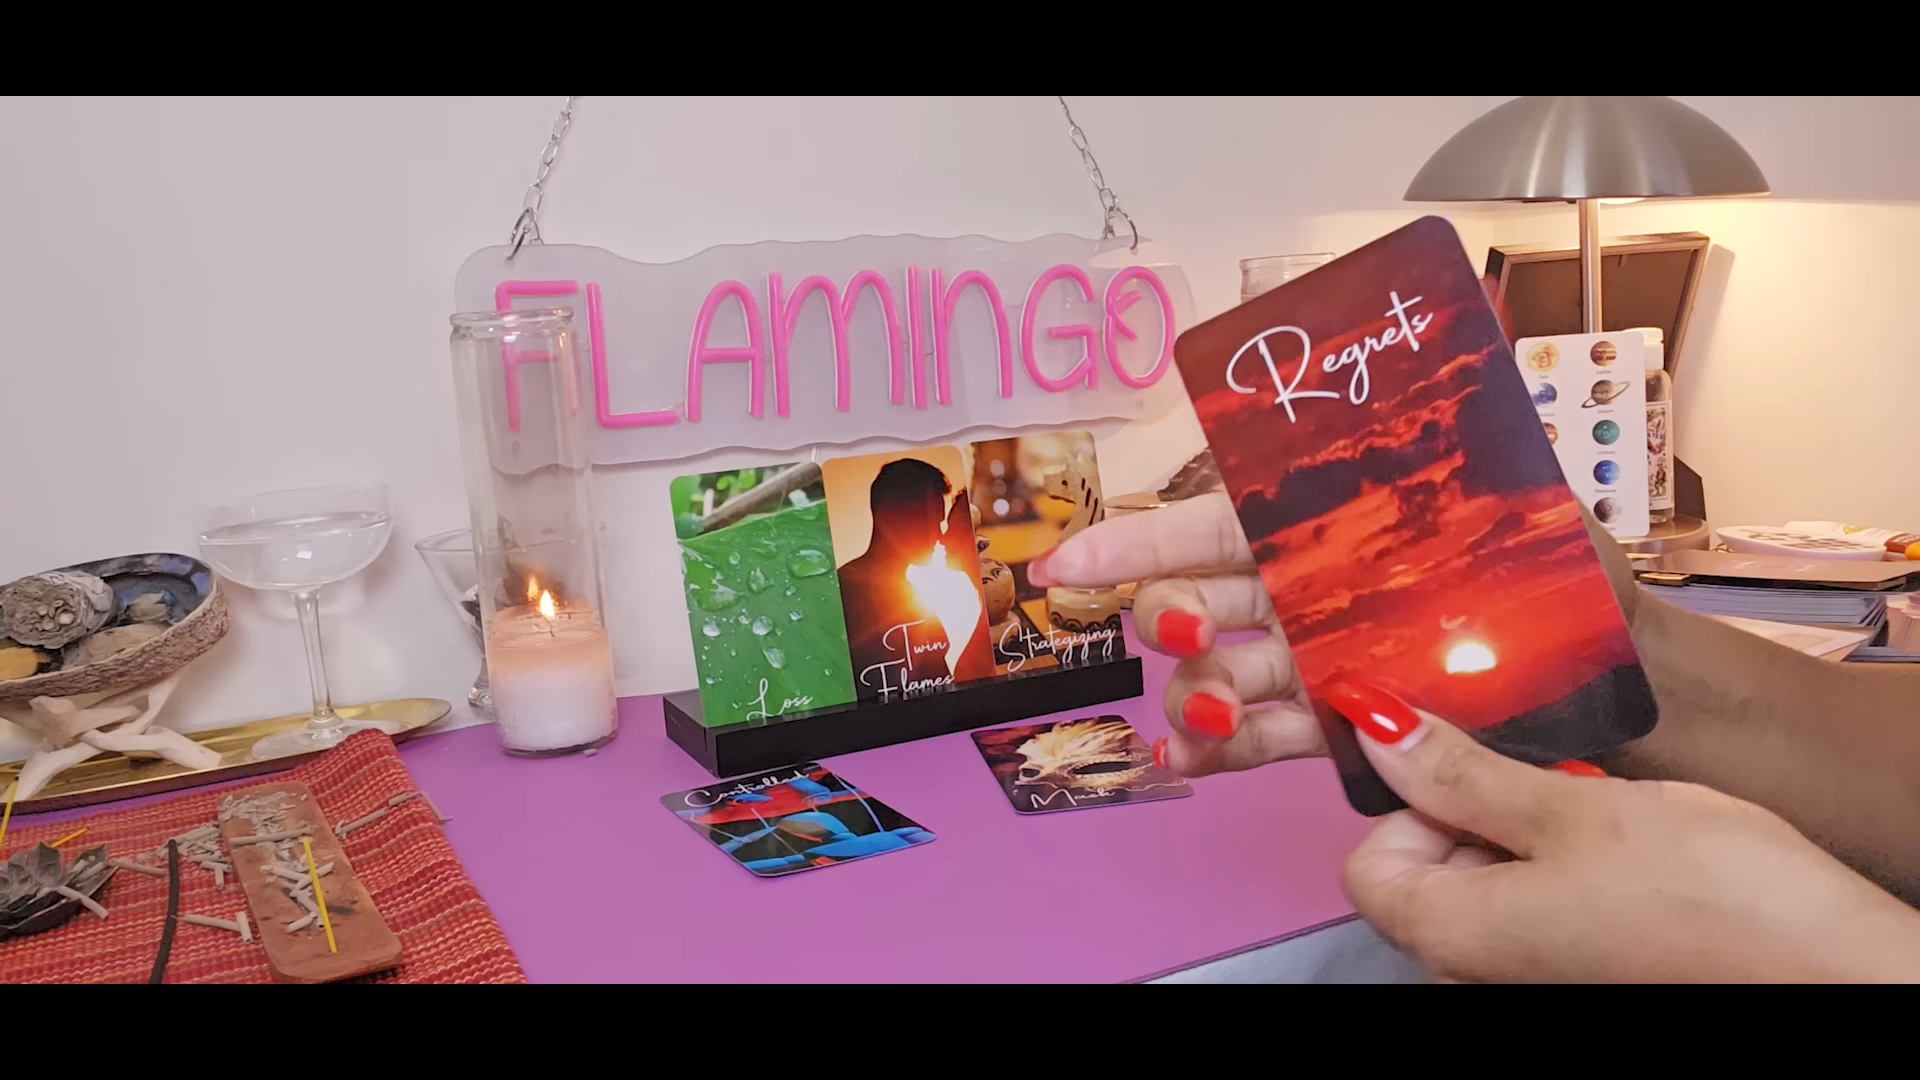 FLAMINGO
Regrets
Loss
Twin
Flames
Strategizing
Controlled
Mask